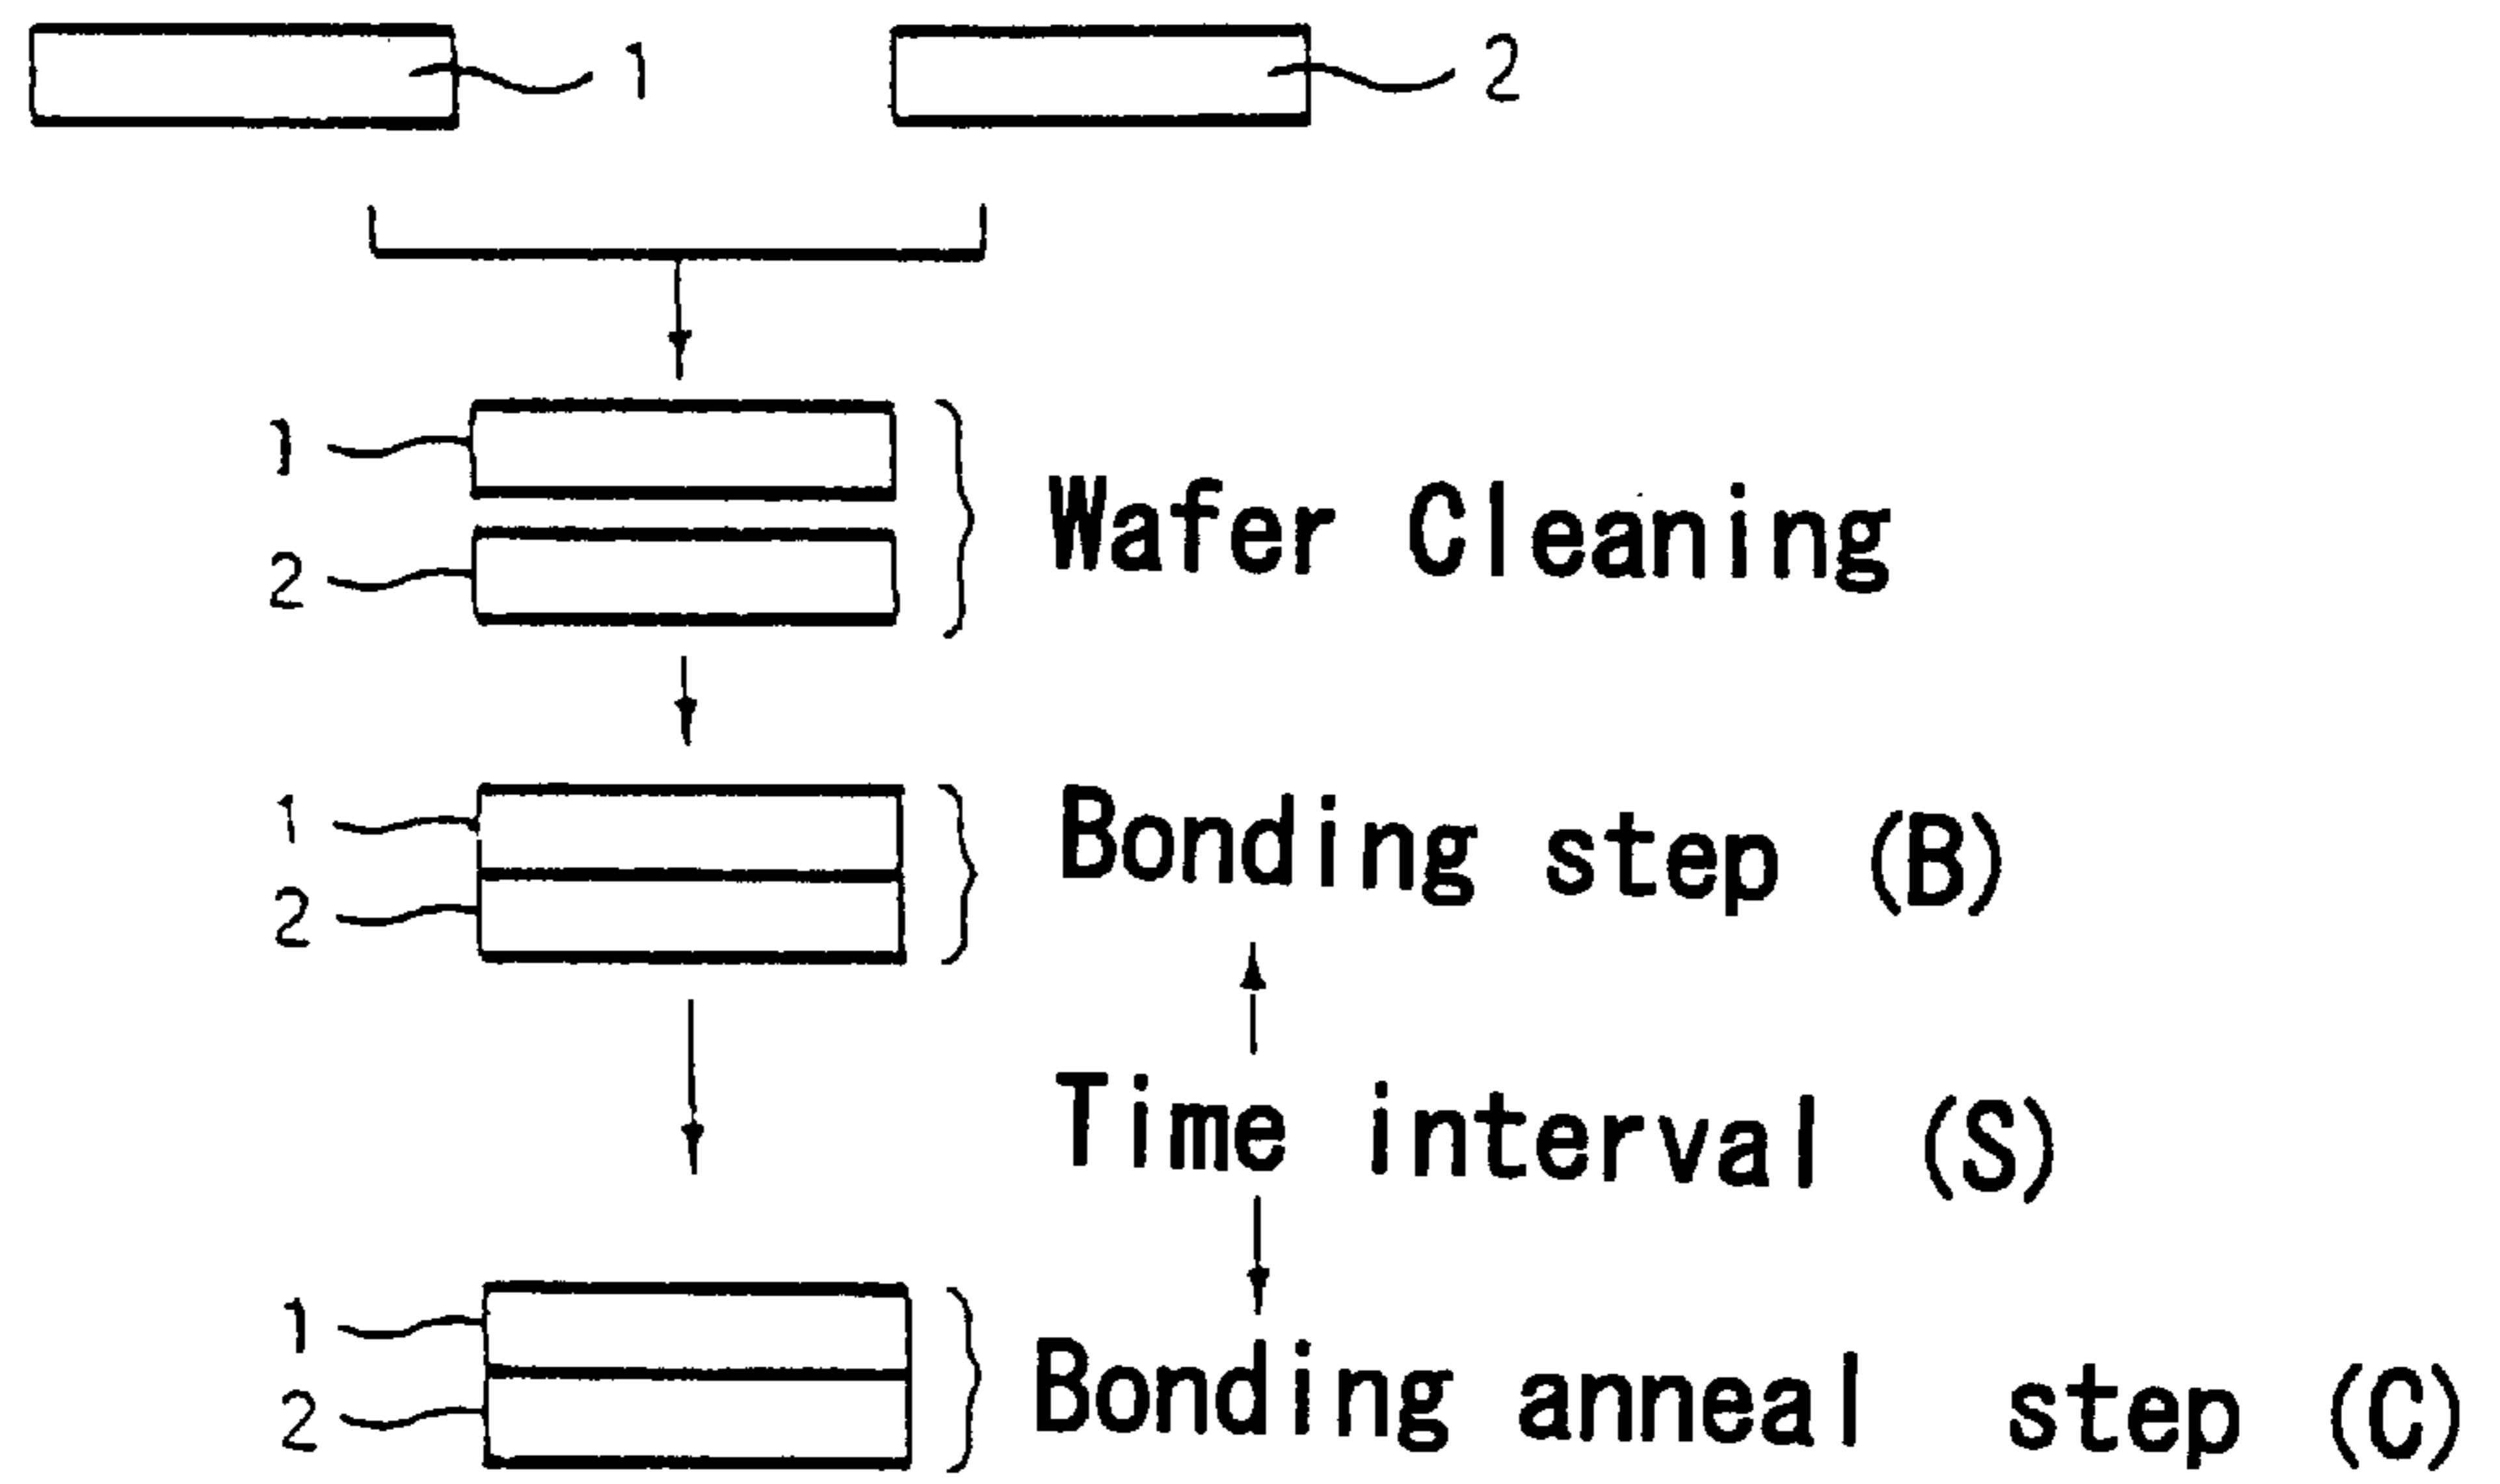 1 2
1
Wafer Cleaning
2
1
Bonding step (B)
2
Time interval (S)
1
Bonding anneal step (C)
2